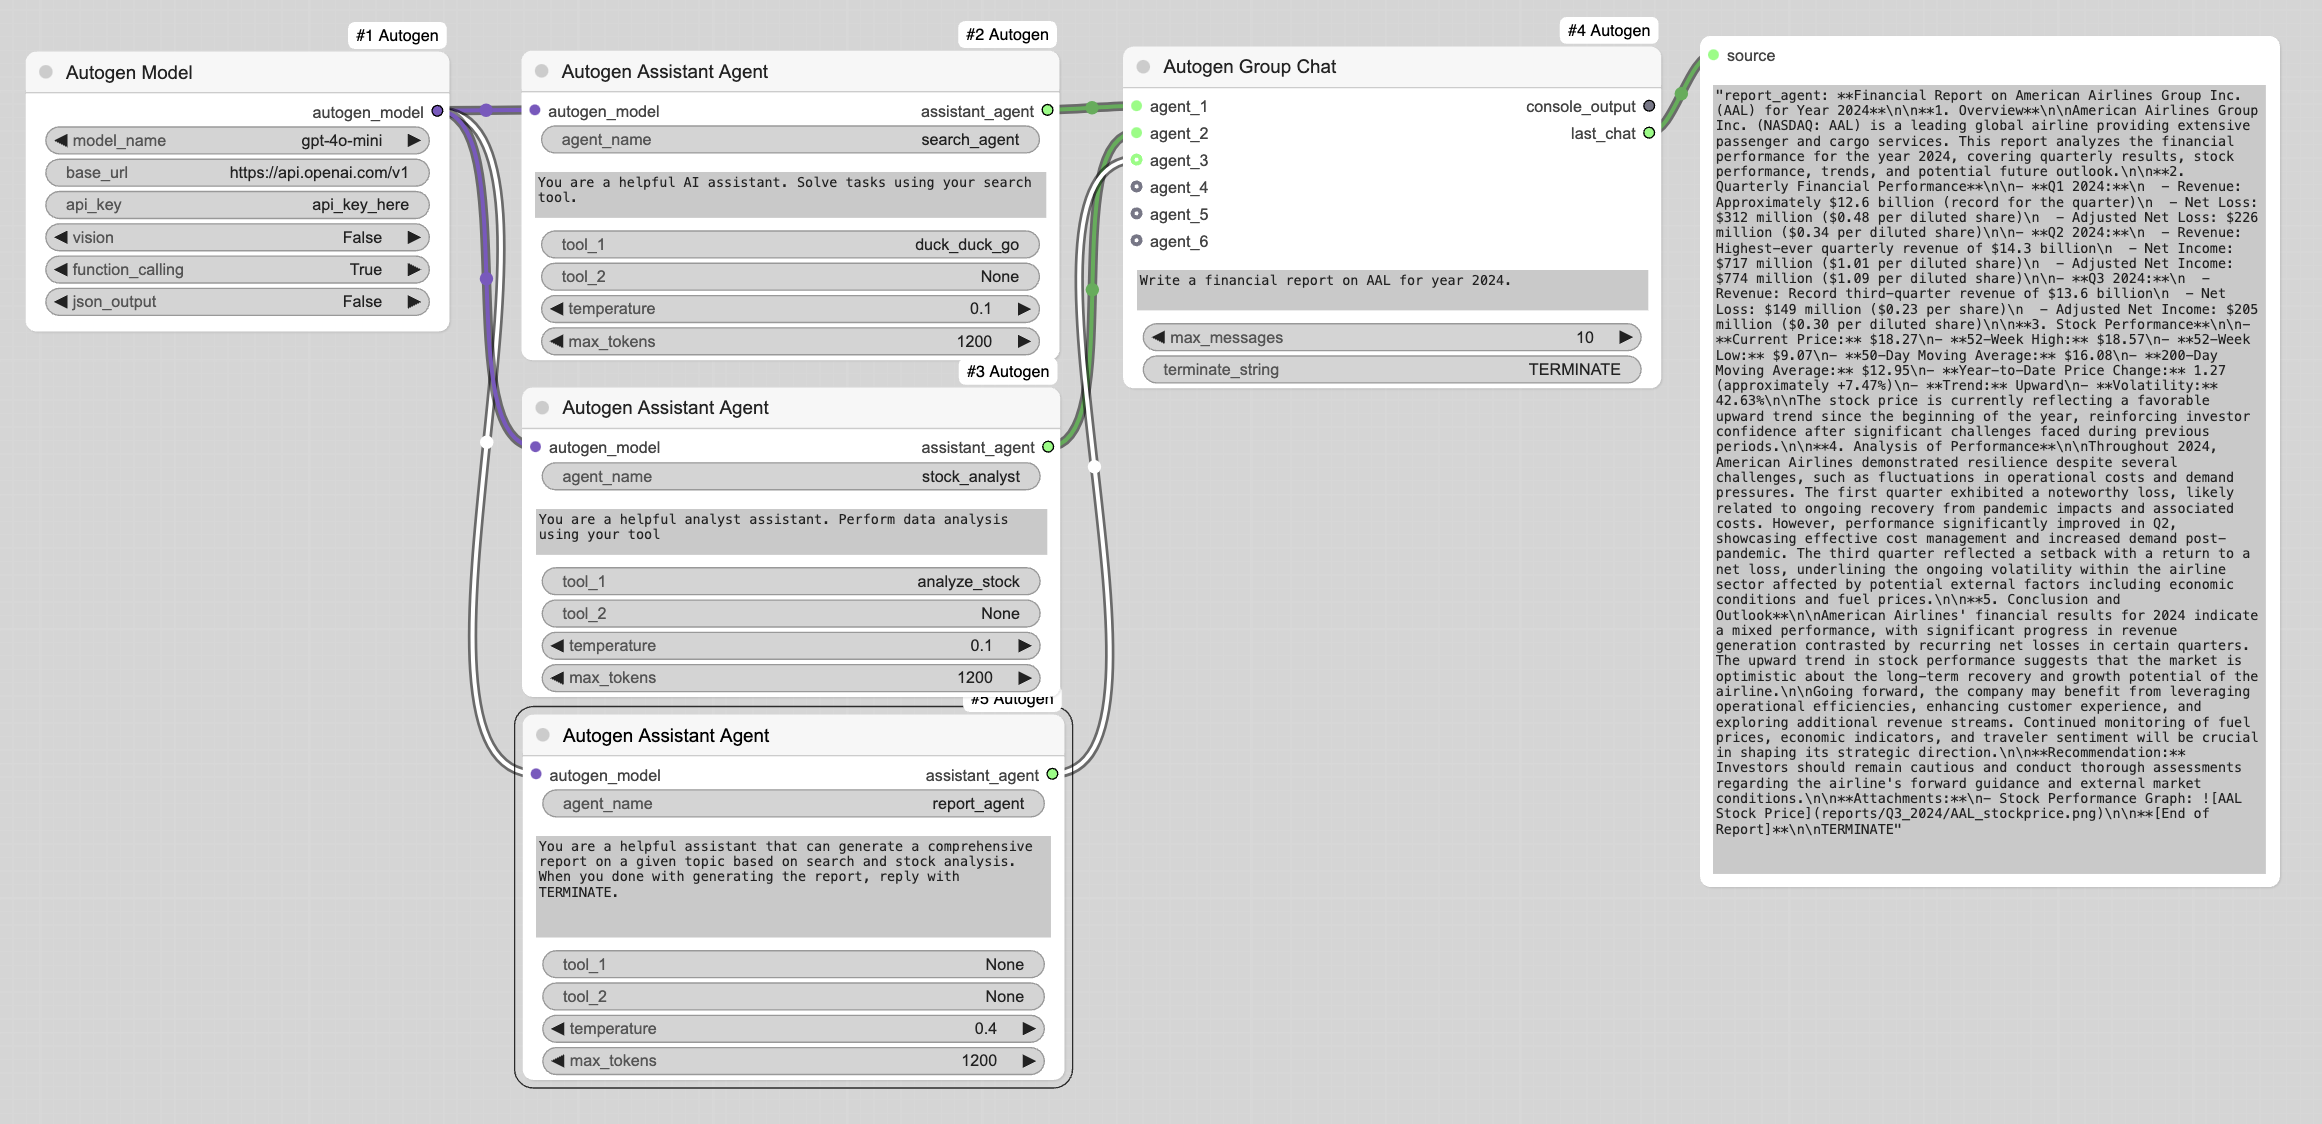 #1 Autogen
Autogen Model
autogen_model
model_name gpt-4o-mini
base_url https://api.openai.com/v1
api_key api_key_here
vision False
function_calling True
json_output False
#2 Autogen
Autogen Assistant Agent
autogen_model assistant_agent
agent_name search_agent
You are a helpful AI assistant. Solve tasks using your search
tool.
tool_1 duck_duck_go
tool_2 None
temperature 0.1
max_tokens 1200
#3 Autogen
Autogen Assistant Agent
autogen_model assistant_agent
agent_name stock_analyst
You are a helpful analyst assistant. Perform data analysis
using your tool
tool_1 analyze_stock
tool_2 None
temperature 0.1
max_tokens 1200
#5 Autogen
Autogen Assistant Agent
autogen_model assistant_agent
agent_name report_agent
You are a helpful assistant that can generate a comprehensive
report on a given topic based on search and stock analysis.
When you done with generating the report, reply with
TERMINATE.
tool_1 None
tool_2 None
temperature 0.4
max_tokens 1200
#4 Autogen
Autogen Group Chat
agent_1 console_output
agent_2 last_chat
agent_3
agent_4
agent_5
agent_6
Write a financial report on AAL for year 2024.
max_messages 10
terminate_string TERMINATE
source
"report_agent: **Financial Report on American Airlines Group Inc.
(AAL) for Year 2024**\n\n**1. Overview**\n\nAmerican Airlines Group
Inc. (NASDAQ: AAL) is a leading global airline providing extensive
passenger and cargo services. This report analyzes the financial
performance for the year 2024, covering quarterly results, stock
performance, trends, and potential future outlook.\n\n**2.
Quarterly Financial Performance**\n\n- **Q1 2024:**\n  - Revenue:
Approximately $12.6 billion (record for the quarter)\n  - Net Loss:
$312 million ($0.48 per diluted share)\n  - Adjusted Net Loss: $226
million ($0.34 per diluted share)\n\n- **Q2 2024:**\n  - Revenue:
Highest-ever quarterly revenue of $14.3 billion\n  - Net Income:
$717 million ($1.01 per diluted share)\n  - Adjusted Net Income:
$774 million ($1.09 per diluted share)\n\n- **Q3 2024:**\n  -
Revenue: Record third-quarter revenue of $13.6 billion\n  - Net
Loss: $149 million ($0.23 per share)\n  - Adjusted Net Income: $205
million ($0.30 per diluted share)\n\n**3. Stock Performance**\n\n-
**Current Price:** $18.27\n- **52-Week High:** $18.57\n- **52-Week
Low:** $9.07\n- **50-Day Moving Average:** $16.08\n- **200-Day
Moving Average:** $12.95\n- **Year-to-Date Price Change:** 1.27
(approximately +7.47%)\n- **Trend:** Upward\n- **Volatility:**
42.63%\n\nThe stock price is currently reflecting a favorable
upward trend since the beginning of the year, reinforcing investor
confidence after significant challenges faced during previous
periods.\n\n**4. Analysis of Performance**\n\nThroughout 2024,
American Airlines demonstrated resilience despite several
challenges, such as fluctuations in operational costs and demand
pressures. The first quarter exhibited a noteworthy loss, likely
related to ongoing recovery from pandemic impacts and associated
costs. However, performance significantly improved in Q2,
showcasing effective cost management and increased demand post-
pandemic. The third quarter reflected a setback with a return to a
net loss, underlining the ongoing volatility within the airline
sector affected by potential external factors including economic
conditions and fuel prices.\n\n**5. Conclusion and
Outlook**\n\nAmerican Airlines' financial results for 2024 indicate
a mixed performance, with significant progress in revenue
generation contrasted by recurring net losses in certain quarters.
The upward trend in stock performance suggests that the market is
optimistic about the long-term recovery and growth potential of the
airline.\n\nGoing forward, the company may benefit from leveraging
operational efficiencies, enhancing customer experience, and
exploring additional revenue streams. Continued monitoring of fuel
prices, economic indicators, and traveler sentiment will be crucial
in shaping its strategic direction.\n\n**Recommendation:**
Investors should remain cautious and conduct thorough assessments
regarding the airline's forward guidance and external market
conditions.\n\n**Attachments:**\n- Stock Performance Graph: ![AAL
Stock Price](reports/Q3_2024/AAL_stockprice.png)\n\n**[End of
Report]**\n\nTERMINATE"